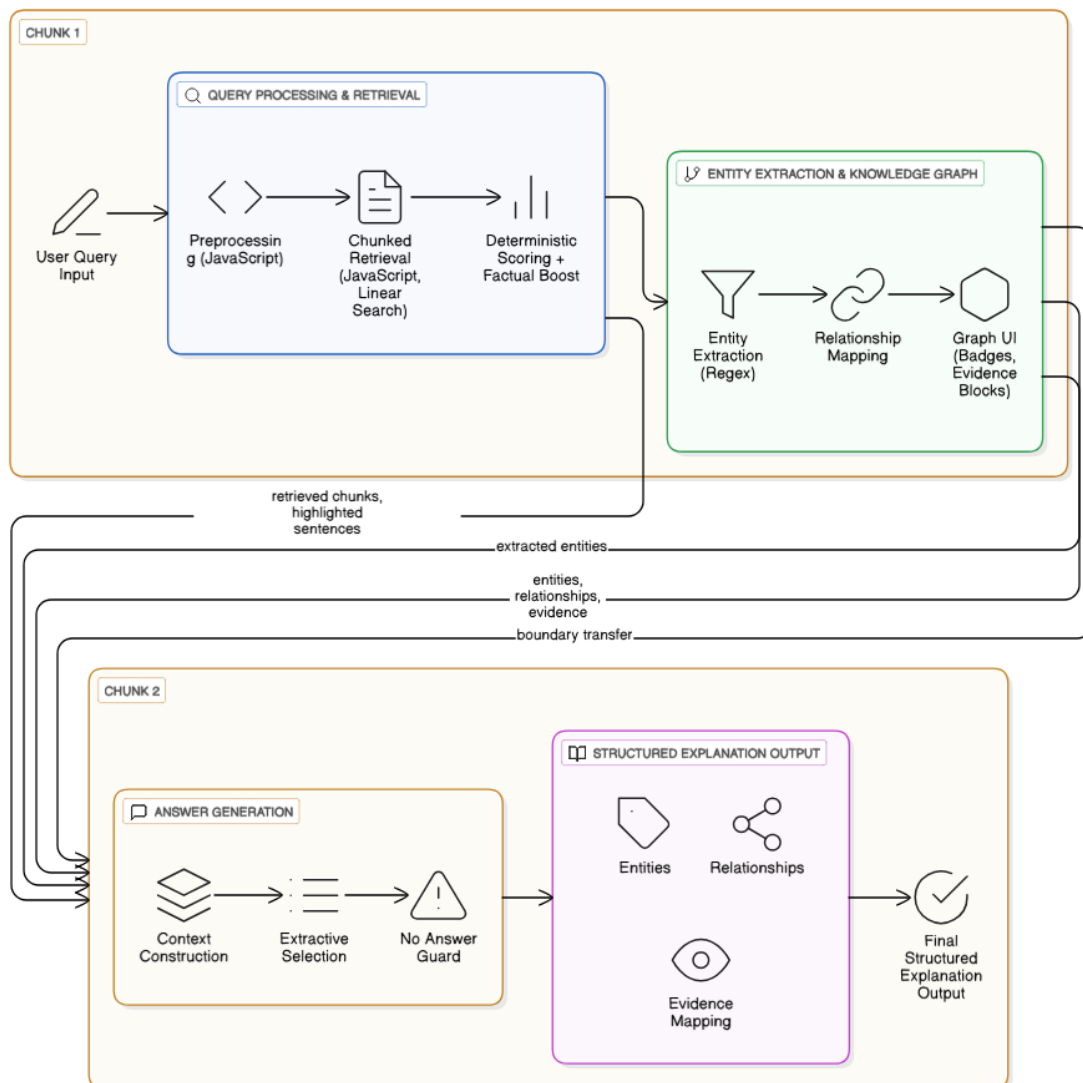 CHUNK 1
QUERY PROCESSING & RETRIEVAL
User Query
Input
Preprocessin
g (JavaScript)
Chunked
Retrieval
(JavaScript,
Linear
Search)
Deterministic
Scoring +
Factual Boost
ENTITY EXTRACTION & KNOWLEDGE GRAPH
Entity
Extraction
(Regex)
Relationship
Mapping
Graph UI
(Badges,
Evidence
Blocks)
retrieved chunks,
highlighted
sentences
extracted entities
entities,
relationships,
evidence
boundary transfer
CHUNK 2
ANSWER GENERATION
Context
Construction
Extractive
Selection
No Answer
Guard
STRUCTURED EXPLANATION OUTPUT
Entities
Relationships
Evidence
Mapping
Final
Structured
Explanation
Output